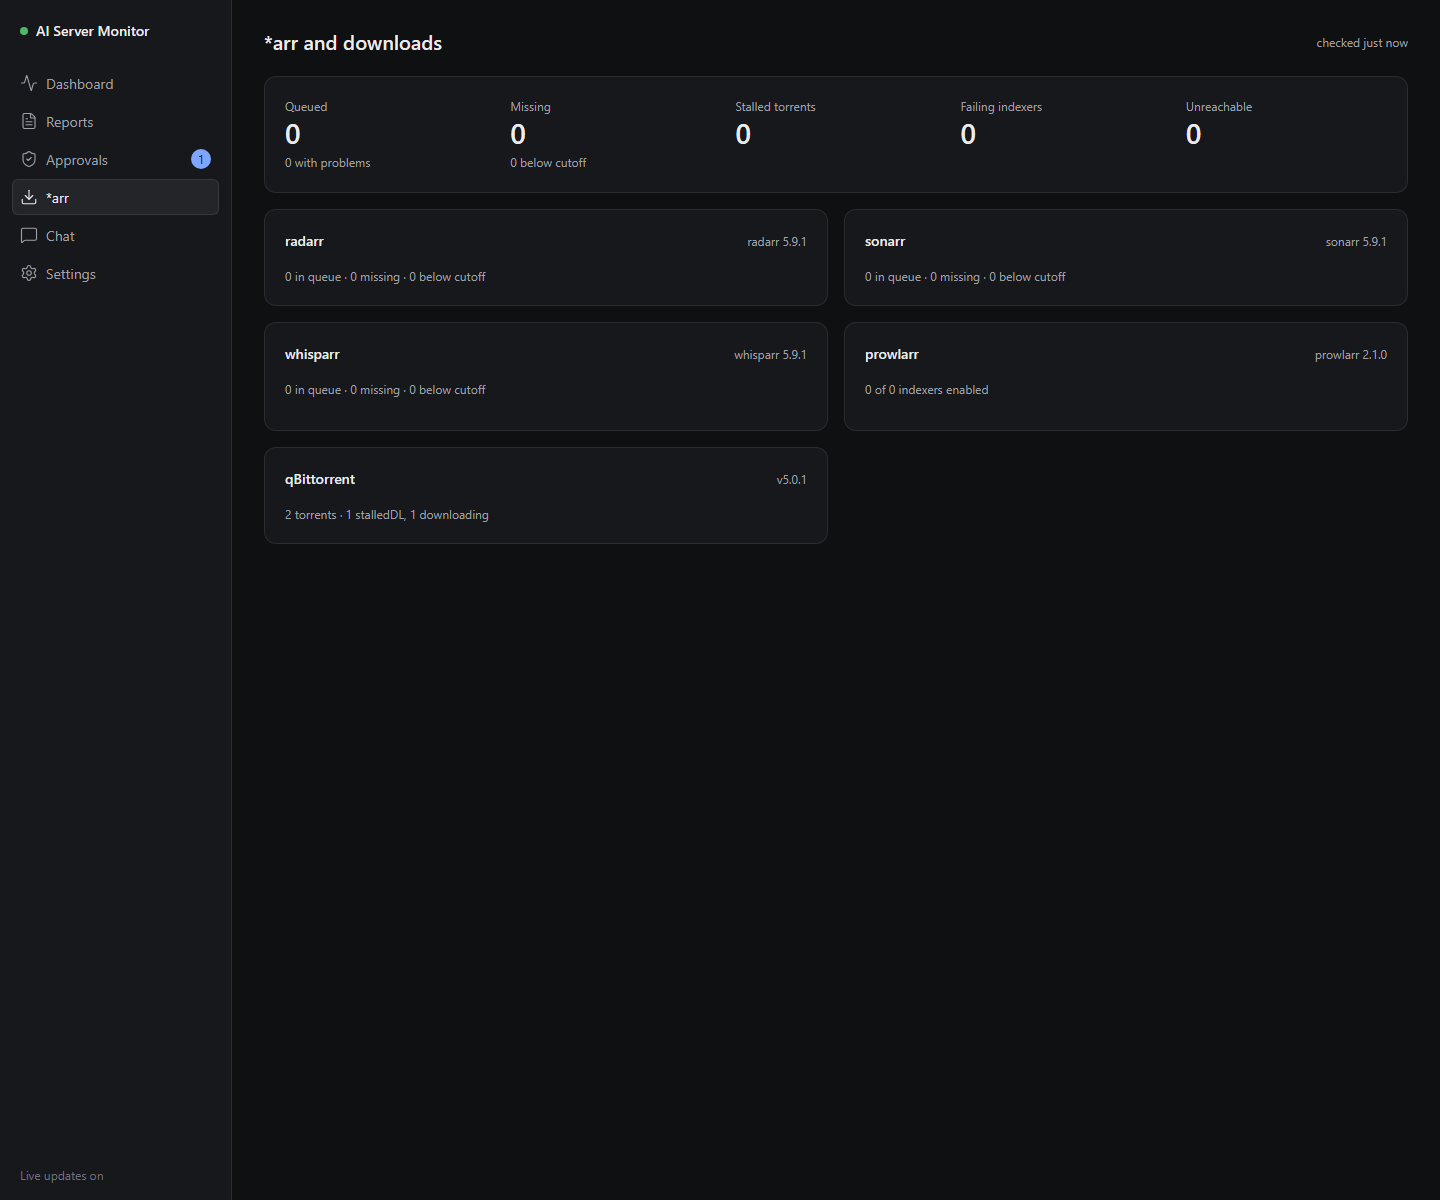 AI Server Monitor
Dashboard
Reports
Approvals 1
*arr
Chat
Settings
Live updates on
*arr and downloads
checked just now
Queued
0
0 with problems
Missing
0
0 below cutoff
Stalled torrents
0
Failing indexers
0
Unreachable
0
radarr
radarr 5.9.1
0 in queue · 0 missing · 0 below cutoff
sonarr
sonarr 5.9.1
0 in queue · 0 missing · 0 below cutoff
whisparr
whisparr 5.9.1
0 in queue · 0 missing · 0 below cutoff
prowlarr
prowlarr 2.1.0
0 of 0 indexers enabled
qBittorrent
v5.0.1
2 torrents · 1 stalledDL, 1 downloading